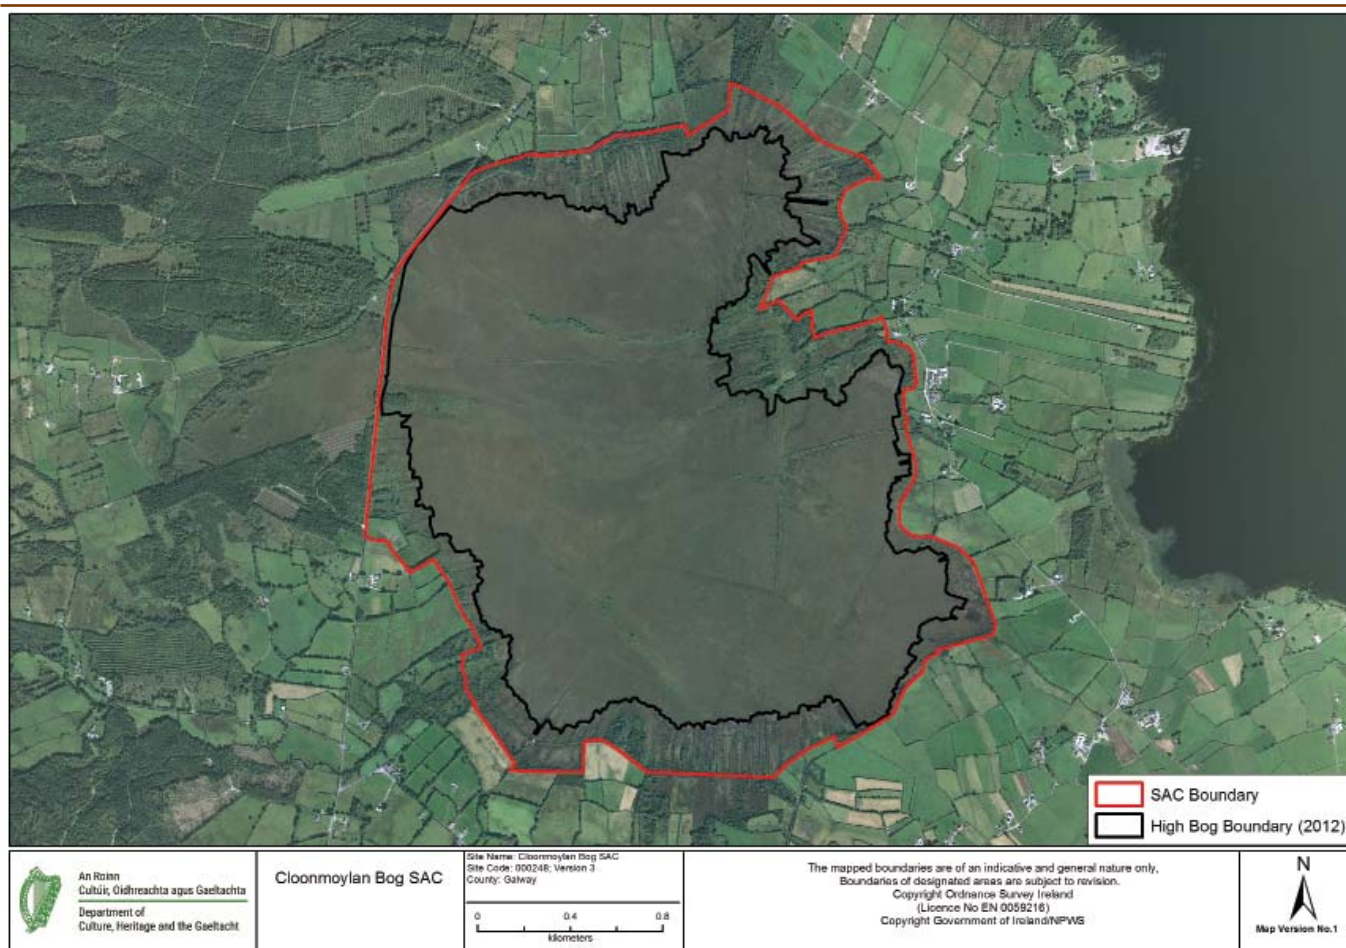 SAC Boundary
High Bog Boundary (2012)
An Roinn
Cultúir, Oidhreachta agus Gaeltachta
Department of
Culture, Heritage and the Gaeltacht
Cloonmoylan Bog SAC
Site Name: Cloonmoylan Bog SAC
Site Code: 000248; Version 3
County: Galway
0 0.4 0.8
kilometers
The mapped boundaries are of an indicative and general nature only,
Boundaries of designated areas are subject to revision.
Copyright Ordnance Survey Ireland
(Licence No EN 0059216)
Copyright Government of Ireland/NPWS
N
Map Version No.1